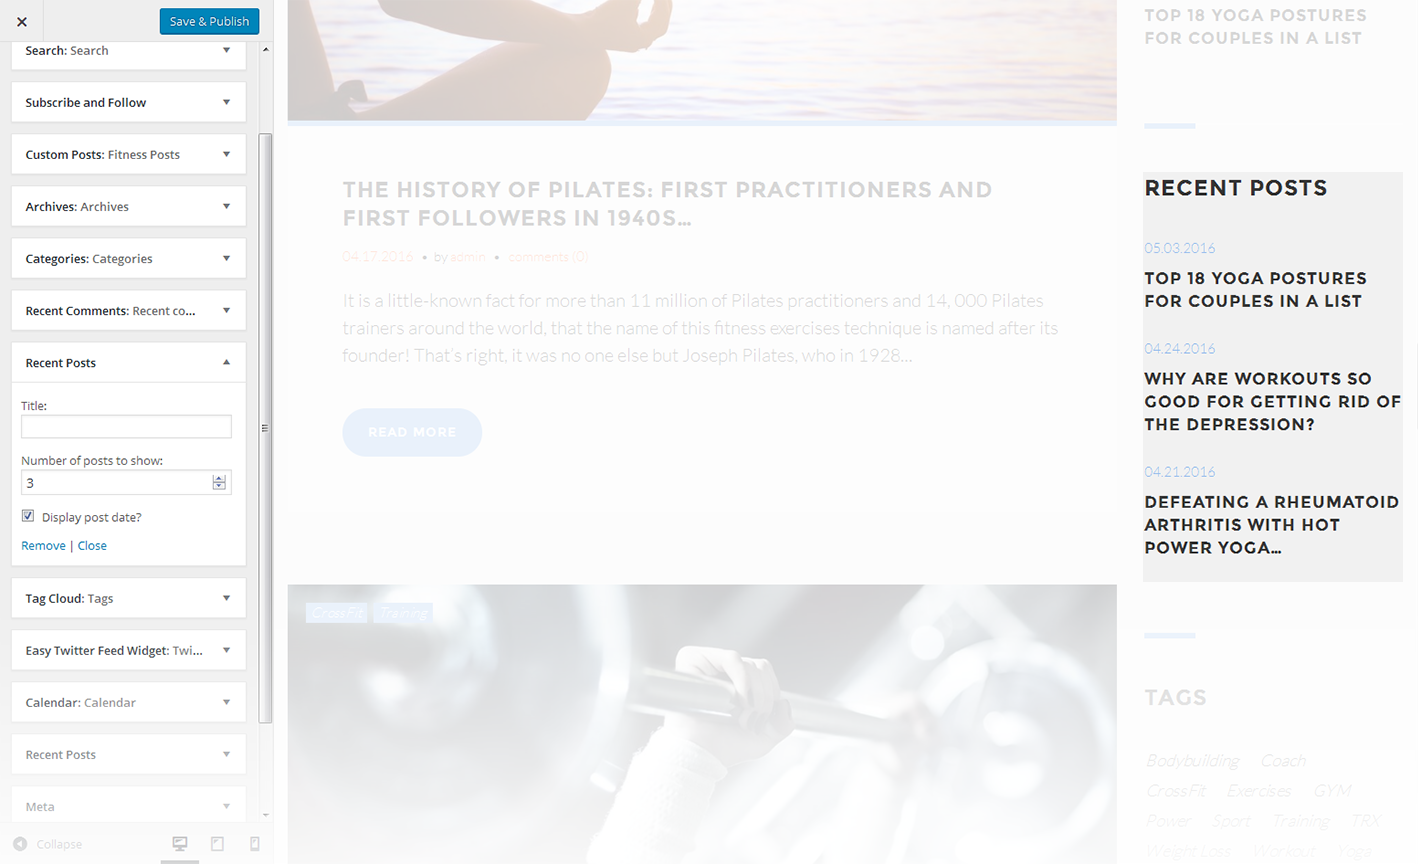 Save & Publish
Search: Search
Subscribe and Follow
Custom Posts: Fitness Posts
Archives: Archives
Categories: Categories
Recent Comments: Recent co...
Recent Posts
Title:
Number of posts to show:
3
Display post date?
Remove | Close
Tag Cloud: Tags
Easy Twitter Feed Widget: Twi...
Calendar: Calendar
Recent Posts
Meta
Collapse
THE HISTORY OF PILATES: FIRST PRACTITIONERS AND
FIRST FOLLOWERS IN 1940S...
04.17.2016 • by admin • comments (0)
It is a little-known fact for more than 11 million of Pilates practitioners and 14, 000 Pilates
trainers around the world, that the name of this fitness exercises technique is named after its
founder! That's right, it was no one else but Joseph Pilates, who in 1928...
READ MORE
CrossFit Training
TOP 18 YOGA POSTURES
FOR COUPLES IN A LIST
RECENT POSTS
05.03.2016
TOP 18 YOGA POSTURES
FOR COUPLES IN A LIST
04.24.2016
WHY ARE WORKOUTS SO
GOOD FOR GETTING RID OF
THE DEPRESSION?
04.21.2016
DEFEATING A RHEUMATOID
ARTHRITIS WITH HOT
POWER YOGA...
TAGS
Bodybuilding Coach
CrossFit Exercises GYM
Power Sport Training TRX
Weight Loss Workout Yoga